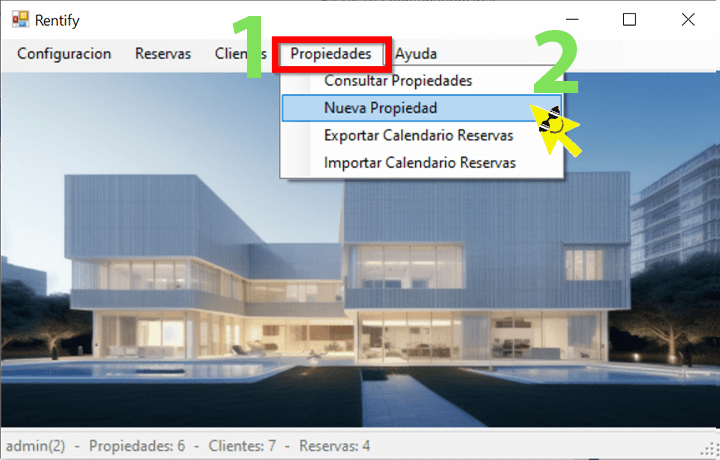 Rentify
1
Configuracion Reservas Clientes Propiedades Ayuda
2
Consultar Propiedades
Nueva Propiedad
Exportar Calendario Reservas
Importar Calendario Reservas
admin(2) - Propiedades: 6 - Clientes: 7 - Reservas: 4